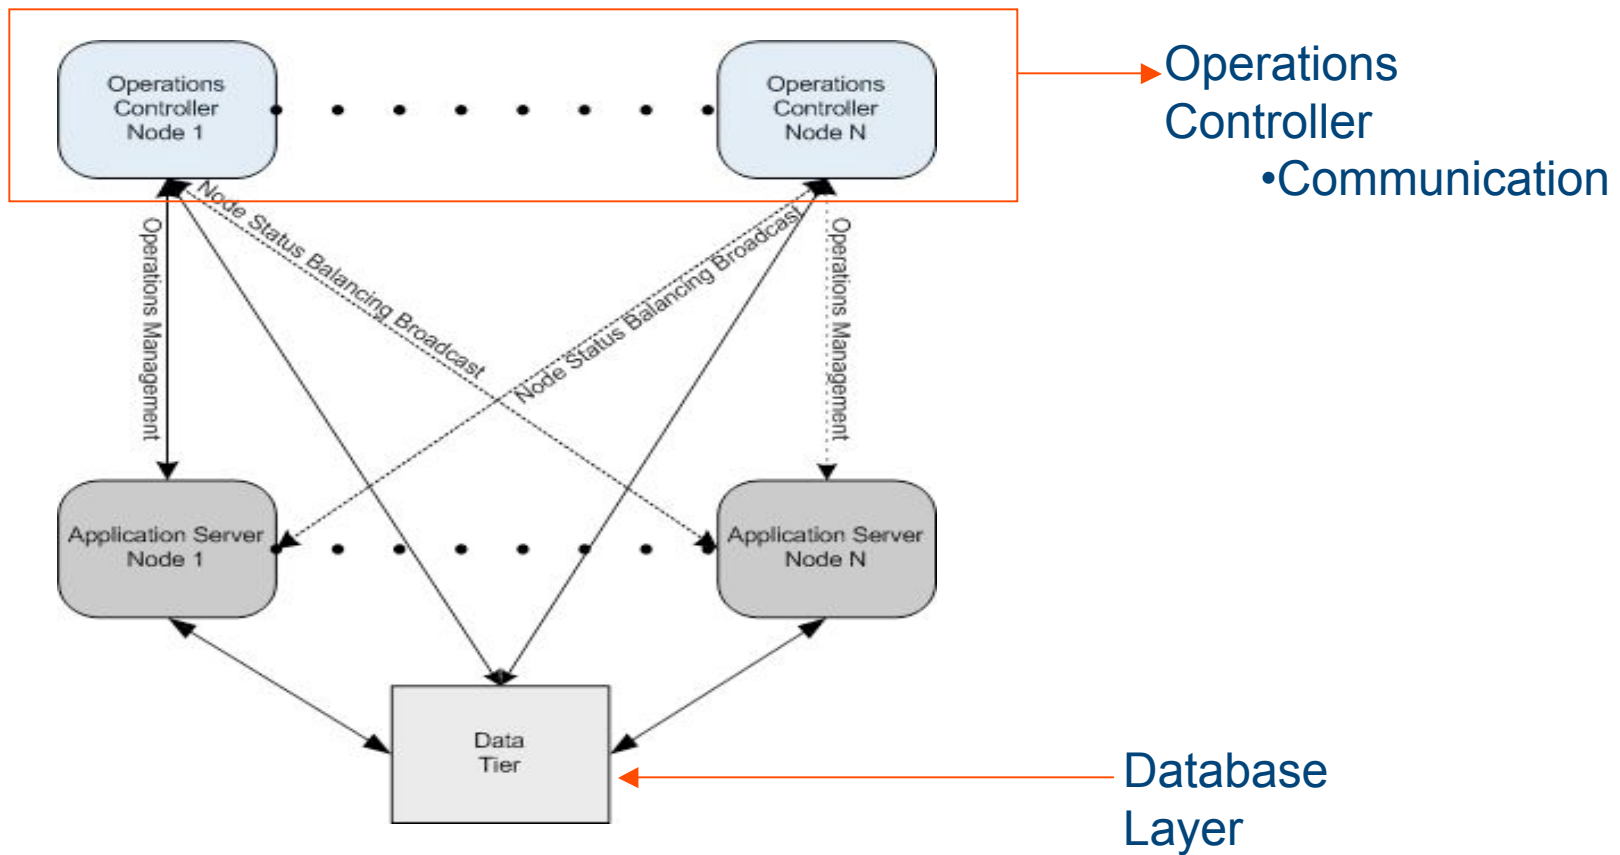 Operations
Controller
Node 1
Operations
Controller
Node N
Operations
Controller
•Communication
Node Status Balancing Broadcast
Node Status Balancing Broadcast
Operations Management
Operations Management
Application Server
Node 1
Application Server
Node N
Data
Tier
Database
Layer